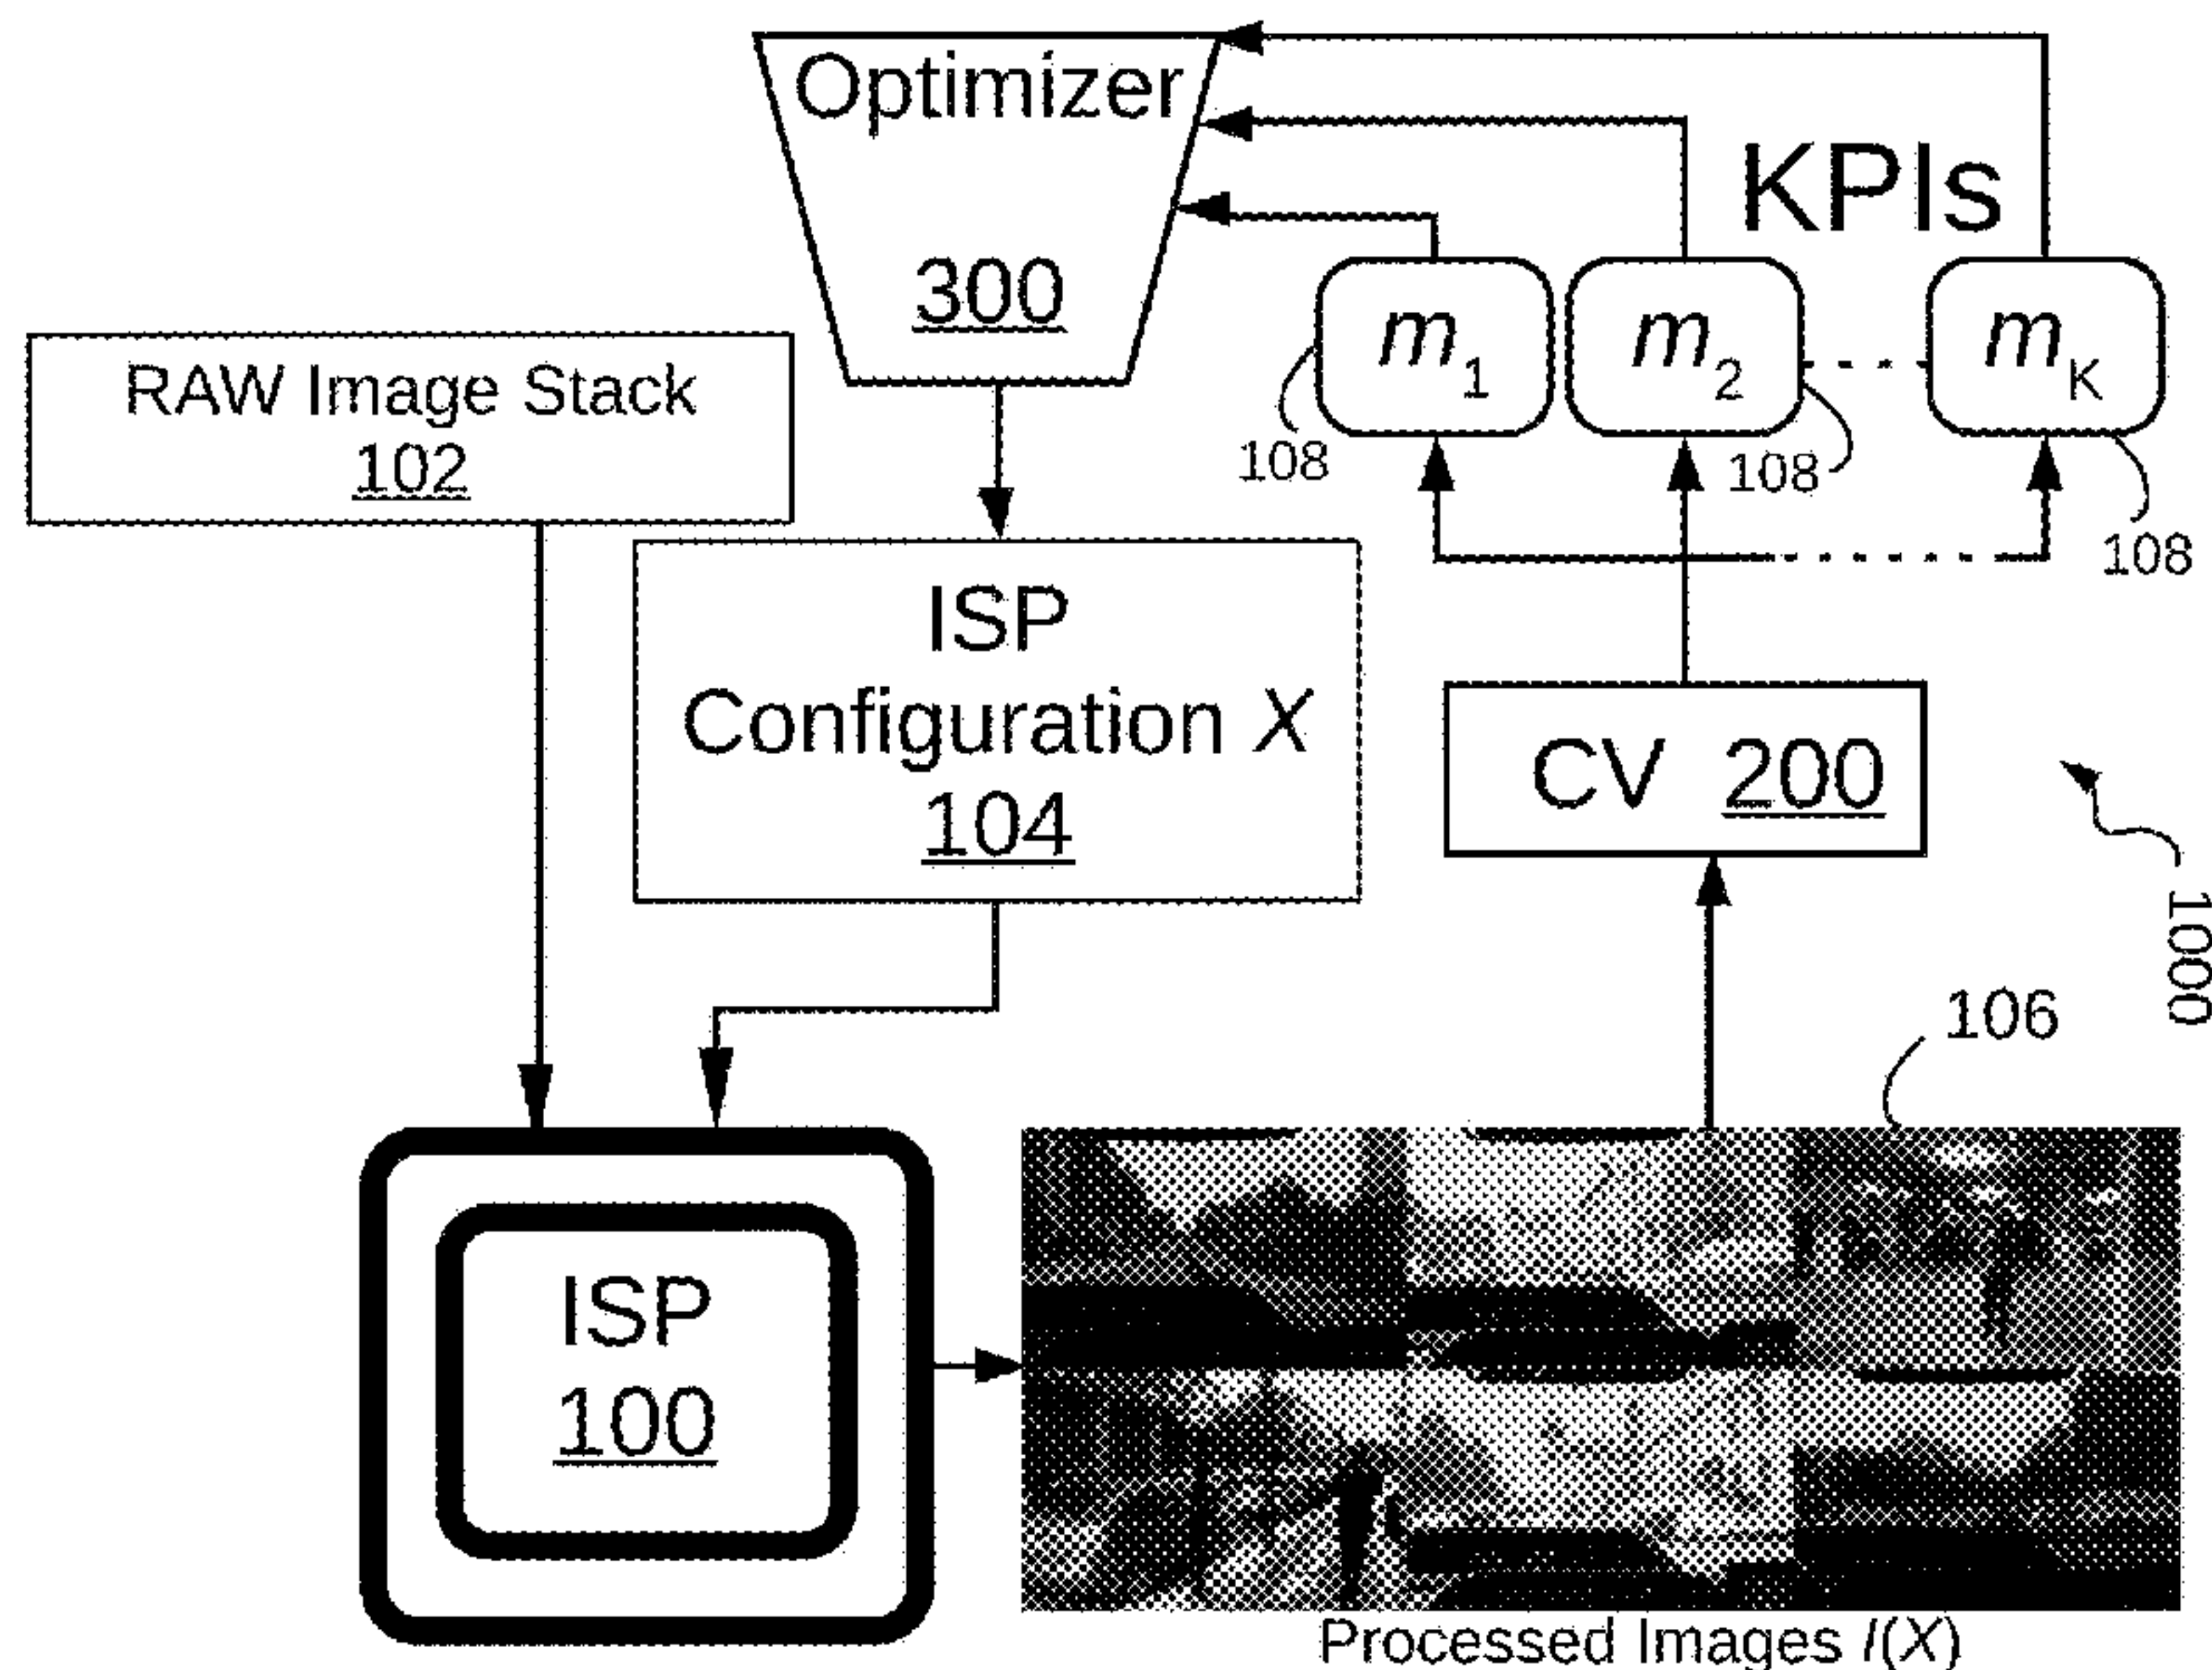 Optimizer
300
KPIs
m1
m2
mK
108
108
108
RAW Image Stack
102
ISP
Configuration X
104
CV 200
1000
106
ISP
100
Processed Images I(X)